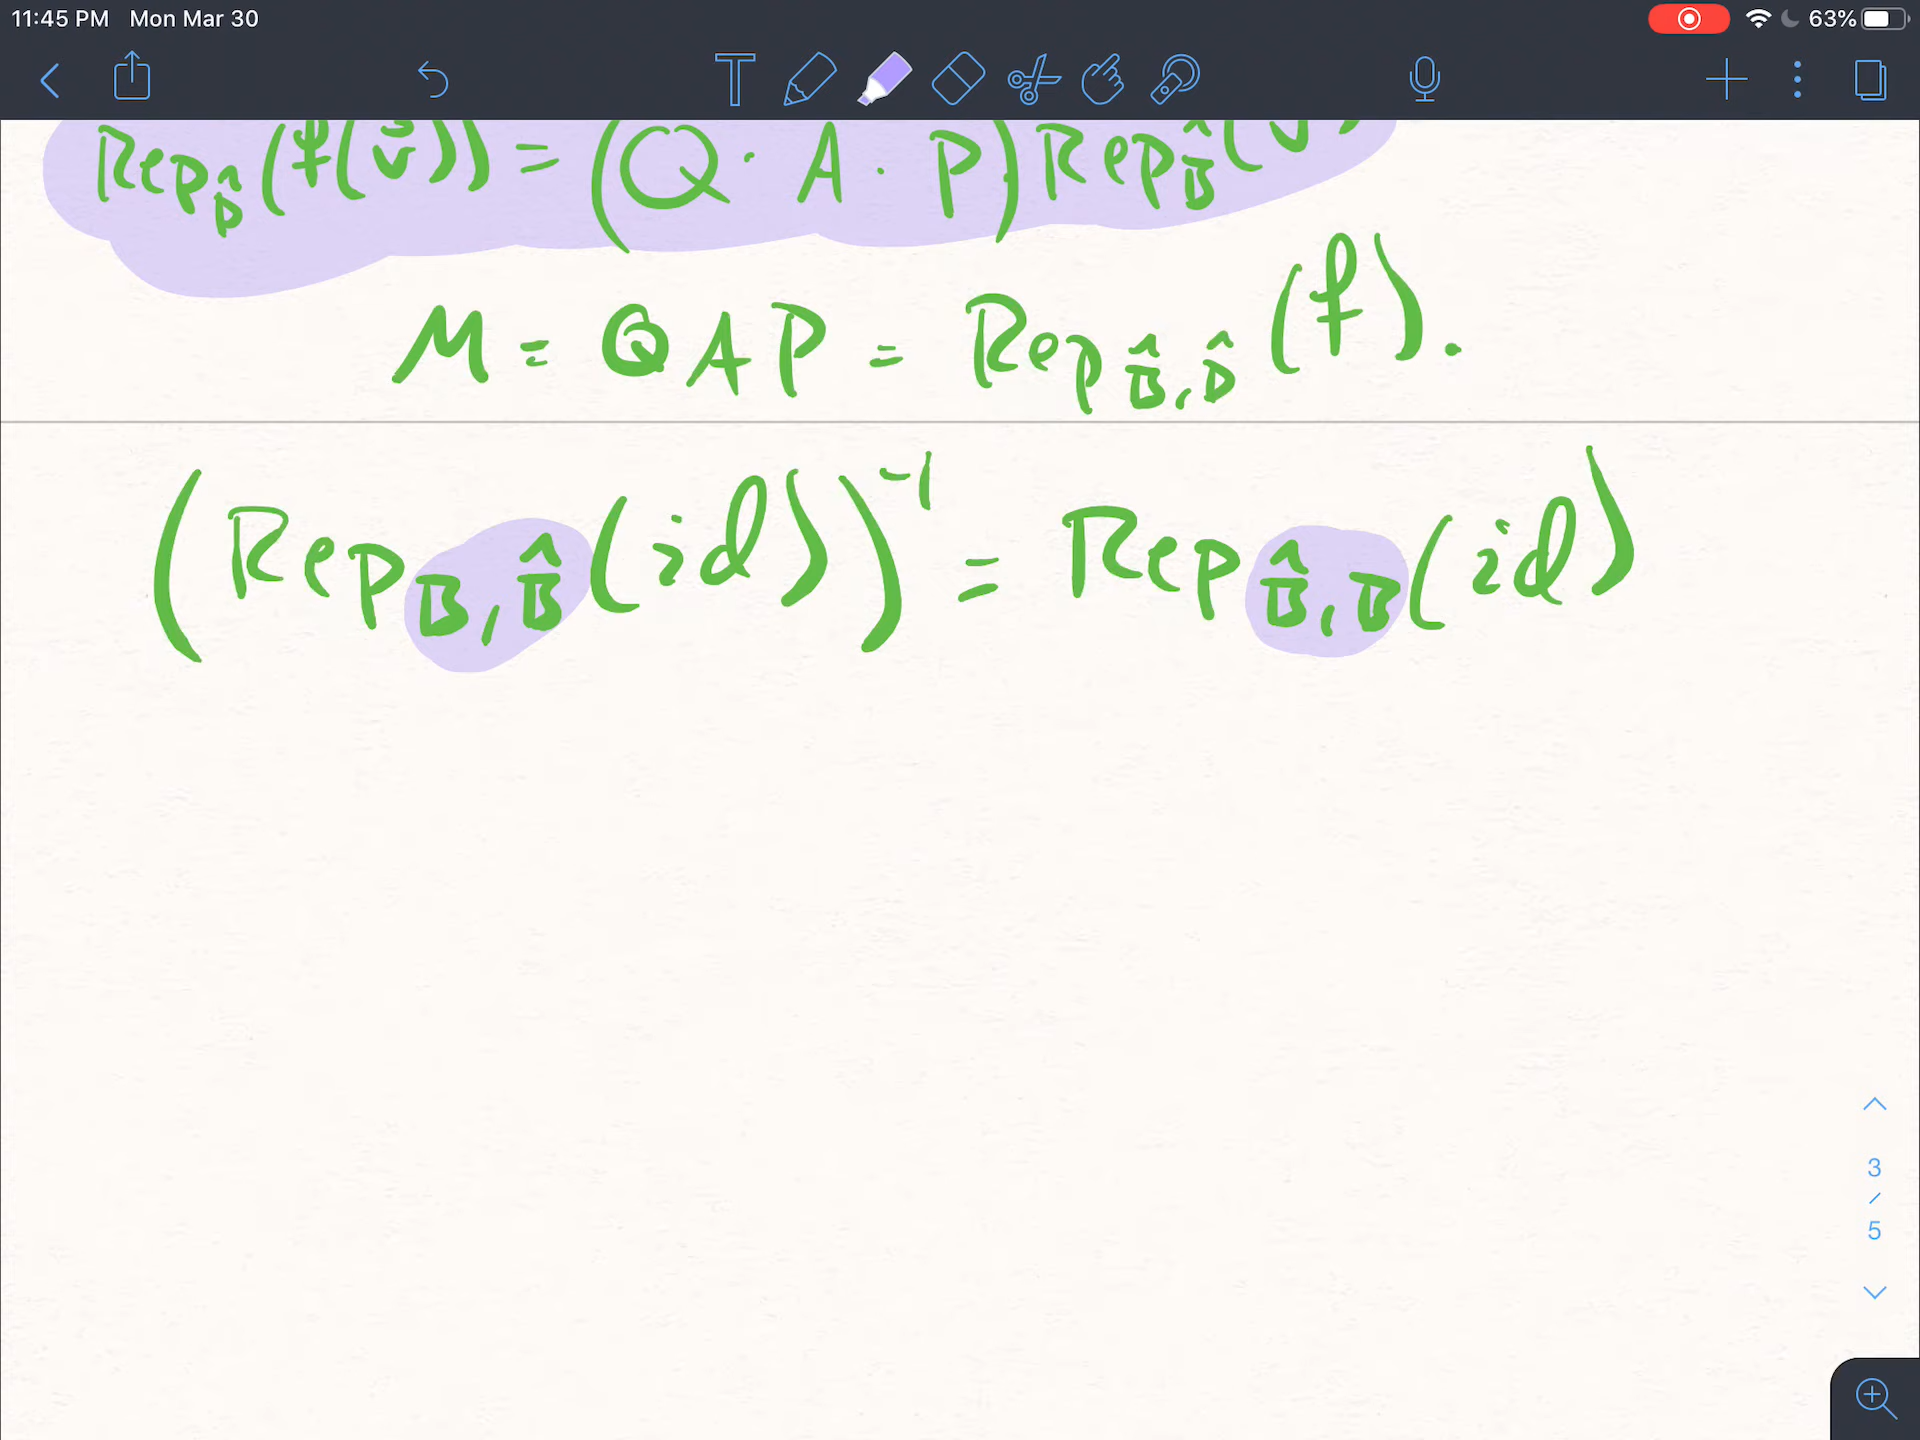 11:45 PM Mon Mar 30 63%
Rep_D̂(f(v⃗)) = (Q · A · P) Rep_B̂(v⃗)
M = QAP = Rep_B̂,D̂(f).
(Rep_B,B̂(id))⁻¹ = Rep_B̂,B(id)
3
/
5